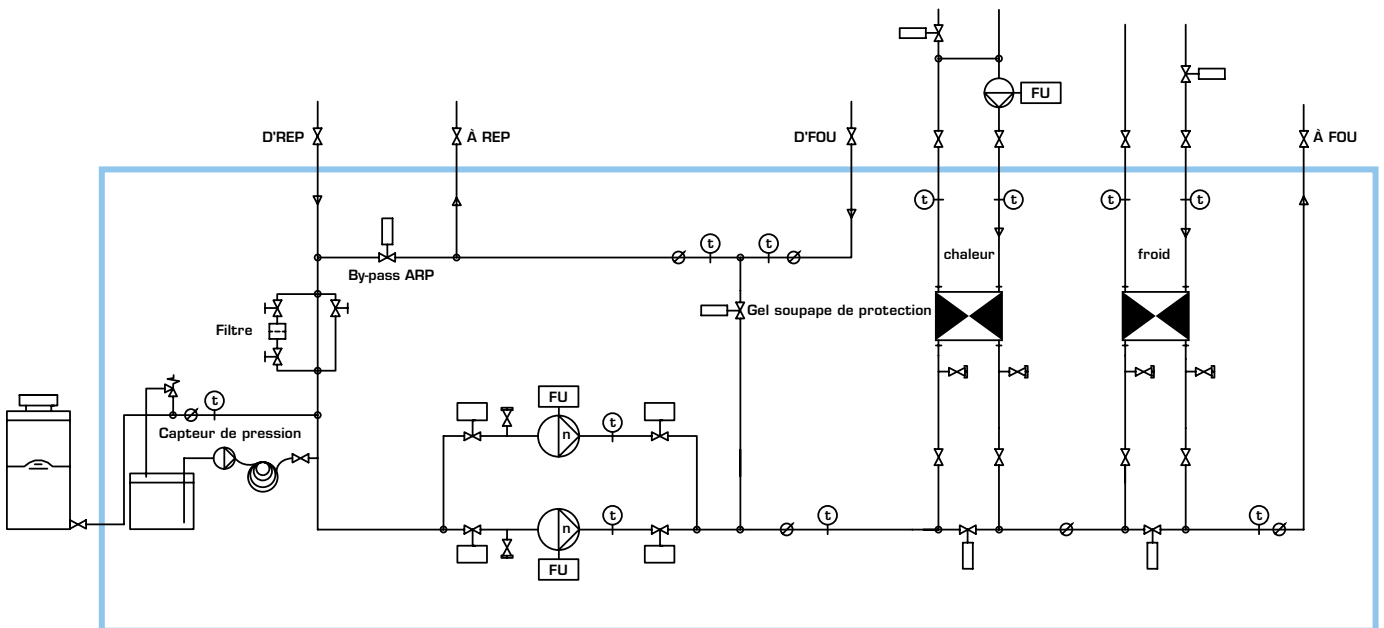 FU
D'REP
À REP
D'FOU
À FOU
t
t
t
t
t
t
chaleur
froid
By-pass ARP
Gel soupape de protection
Filtre
t
FU
Capteur de pression
n
t
t
t
n
t
FU